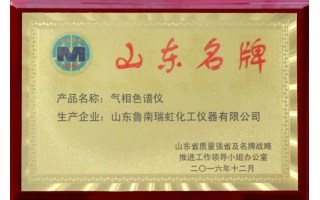 山东名牌
产品名称：气相色谱仪
生产企业：山东鲁南瑞虹化工仪器有限公司
山东省质量强省及名牌战略
推进工作领导小组办公室
二〇一六年十二月